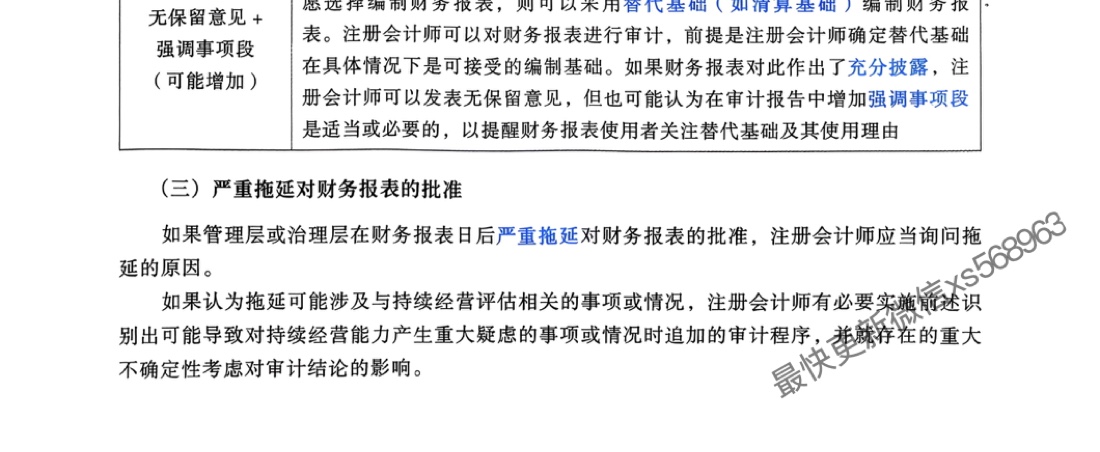 无保留意见 +
强调事项段
（可能增加）
愿选择编制财务报表，则可以采用替代基础（如清算基础）编制财务报
表。注册会计师可以对财务报表进行审计，前提是注册会计师确定替代基础
在具体情况下是可接受的编制基础。如果财务报表对此作出了充分披露，注
册会计师可以发表无保留意见，但也可能认为在审计报告中增加强调事项段
是适当或必要的，以提醒财务报表使用者关注替代基础及其使用理由
（三）严重拖延对财务报表的批准
如果管理层或治理层在财务报表日后严重拖延对财务报表的批准，注册会计师应当询问拖
延的原因。
如果认为拖延可能涉及与持续经营评估相关的事项或情况，注册会计师有必要实施前述识
别出可能导致对持续经营能力产生重大疑虑的事项或情况时追加的审计程序，并就存在的重大
不确定性考虑对审计结论的影响。
最快更新微信xs568963